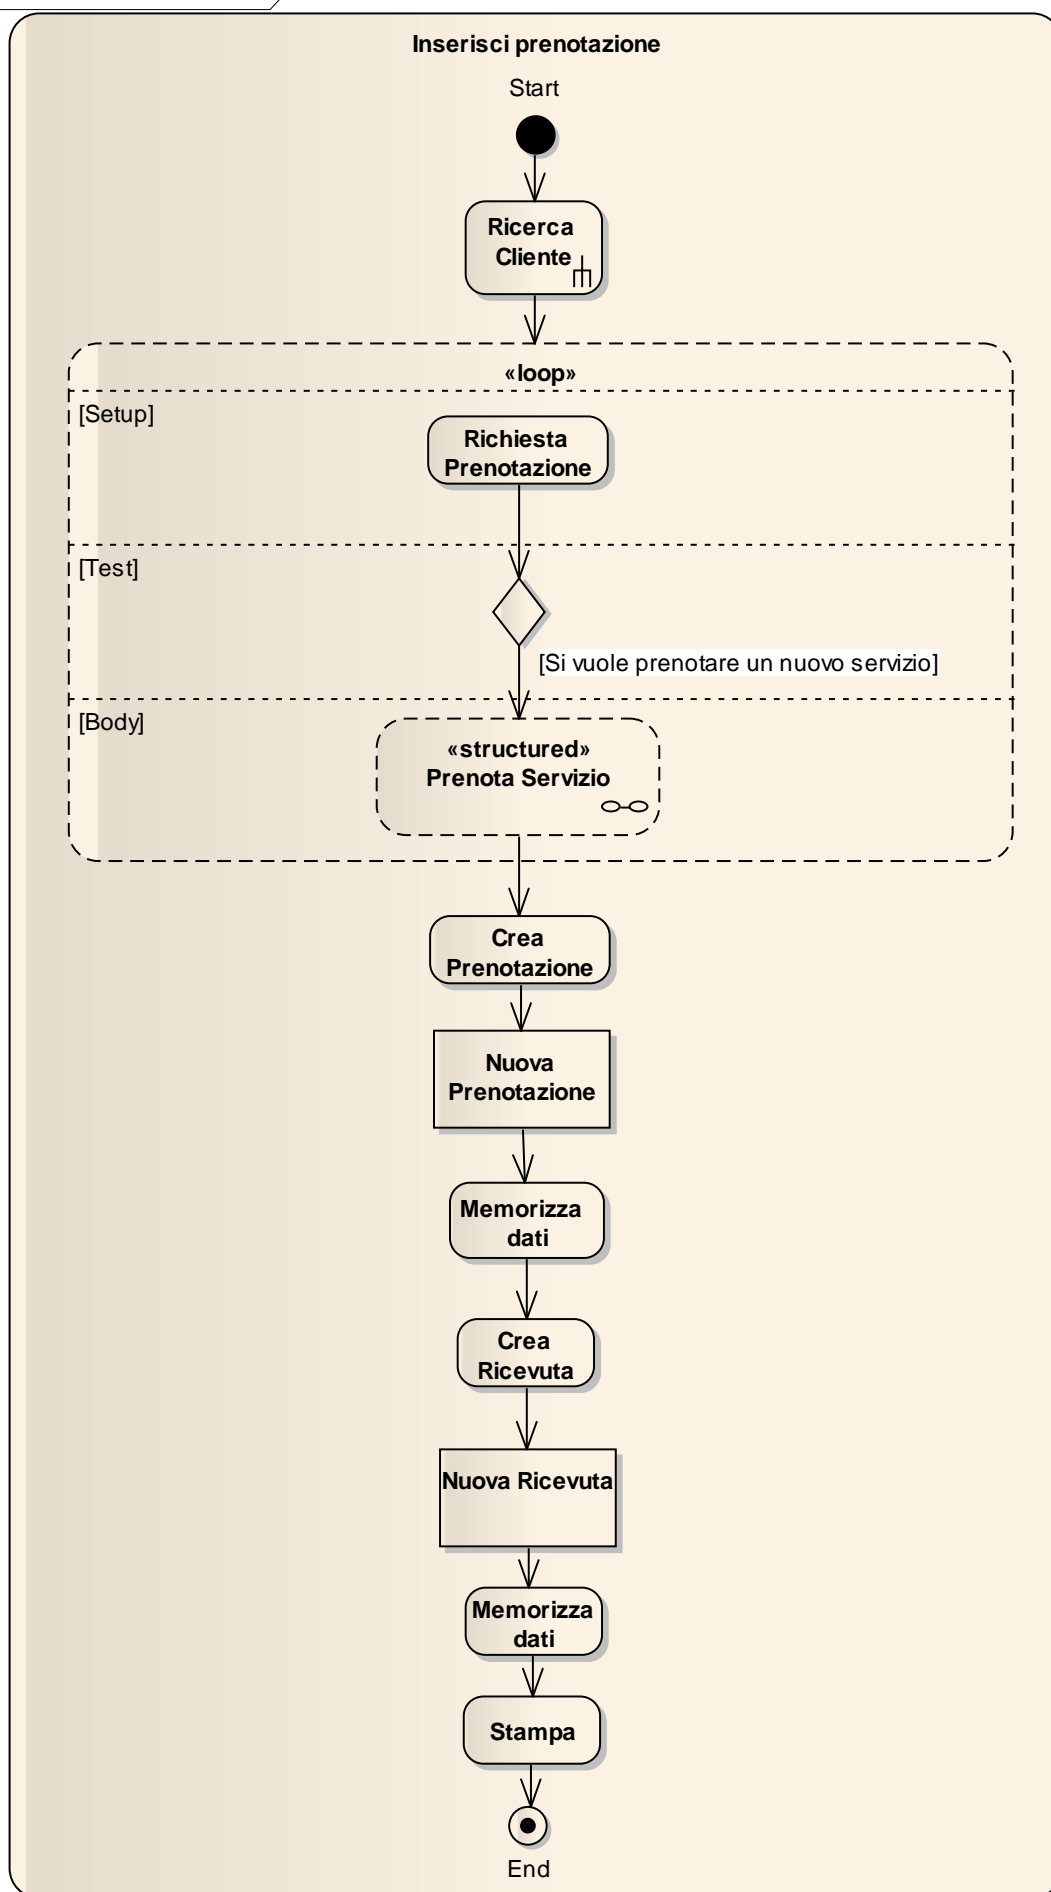 Inserisci prenotazione
Start
Ricerca
Cliente
«loop»
[Setup]
Richiesta
Prenotazione
[Test]
[Si vuole prenotare un nuovo servizio]
[Body]
«structured»
Prenota Servizio
Crea
Prenotazione
Nuova
Prenotazione
Memorizza
dati
Crea
Ricevuta
Nuova Ricevuta
Memorizza
dati
Stampa
End